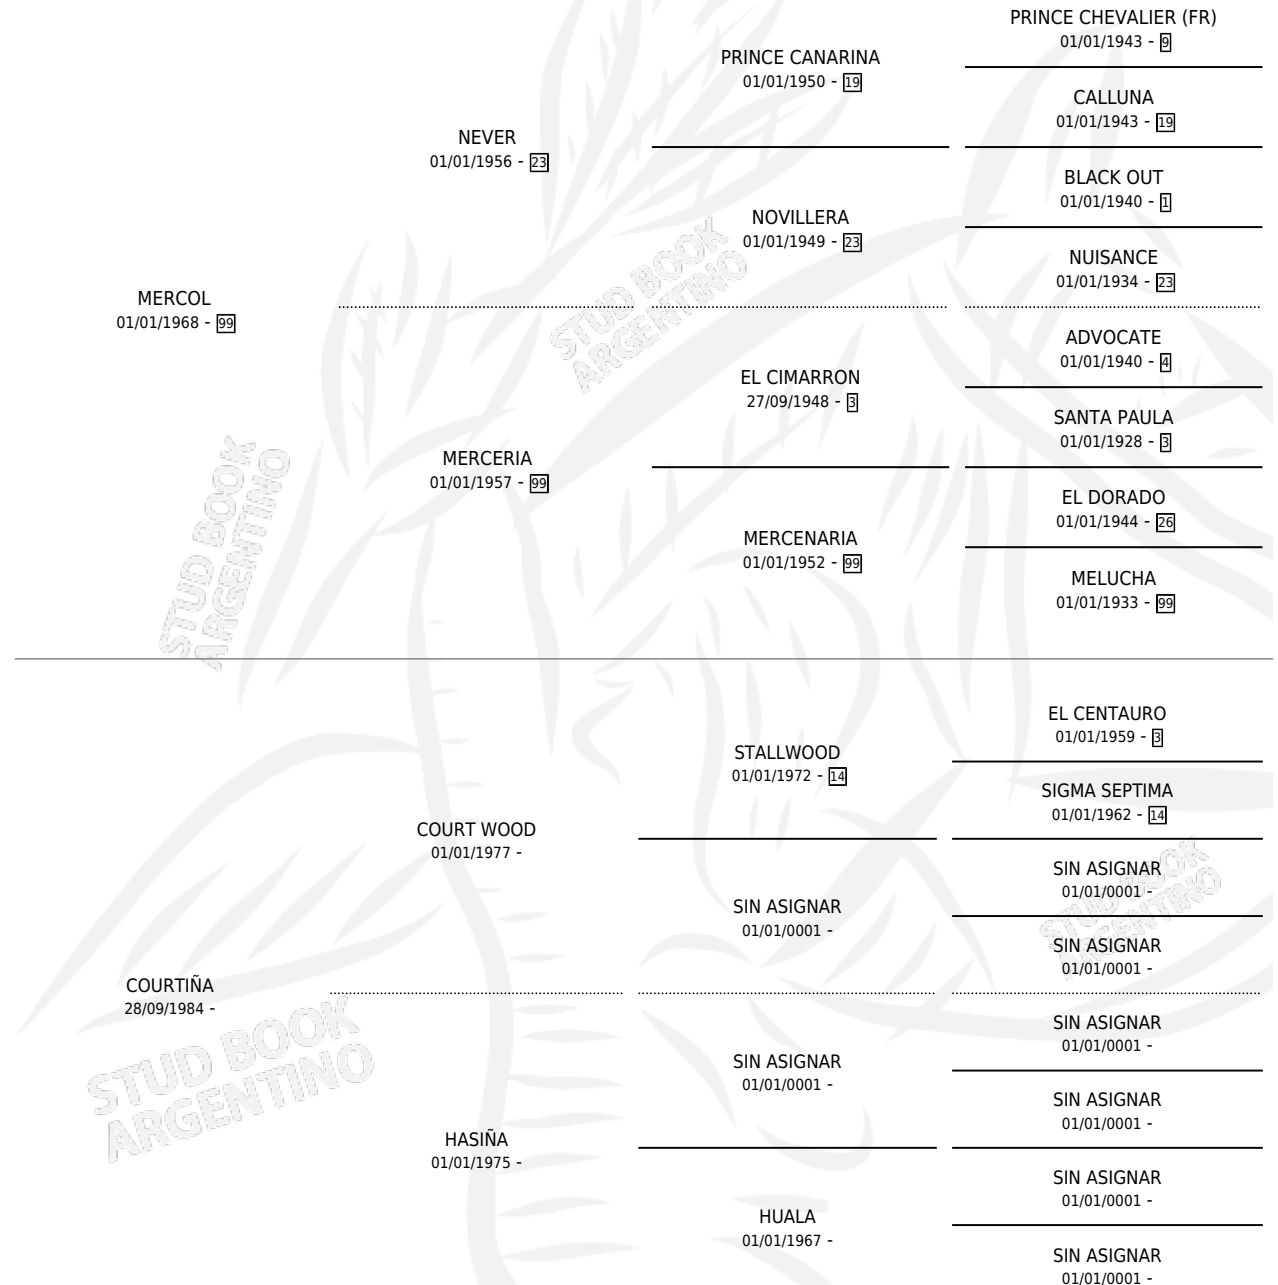 PRINCE CHEVALIER (FR)
01/01/1943 - 9
PRINCE CANARINA
01/01/1950 - 19
CALLUNA
01/01/1943 - 19
NEVER
01/01/1956 - 23
BLACK OUT
01/01/1940 - 1
NOVILLERA
01/01/1949 - 23
NUISANCE
01/01/1934 - 23
MERCOL
01/01/1968 - 99
ADVOCATE
01/01/1940 - 4
EL CIMARRON
27/09/1948 - 3
SANTA PAULA
01/01/1928 - 3
MERCERIA
01/01/1957 - 99
EL DORADO
01/01/1944 - 26
MERCENARIA
01/01/1952 - 99
MELUCHA
01/01/1933 - 99
STUD BOOK
ARGENTINO
STUD BOOK
ARGENTINO
EL CENTAURO
01/01/1959 - 3
STALLWOOD
01/01/1972 - 14
SIGMA SEPTIMA
01/01/1962 - 14
COURT WOOD
01/01/1977 -
SIN ASIGNAR
01/01/0001 -
SIN ASIGNAR
01/01/0001 -
SIN ASIGNAR
01/01/0001 -
COURTIÑA
28/09/1984 -
SIN ASIGNAR
01/01/0001 -
SIN ASIGNAR
01/01/0001 -
SIN ASIGNAR
01/01/0001 -
HASIÑA
01/01/1975 -
SIN ASIGNAR
01/01/0001 -
HUALA
01/01/1967 -
SIN ASIGNAR
01/01/0001 -
STUD BOOK
ARGENTINO
STUD BOOK
ARGENTINO